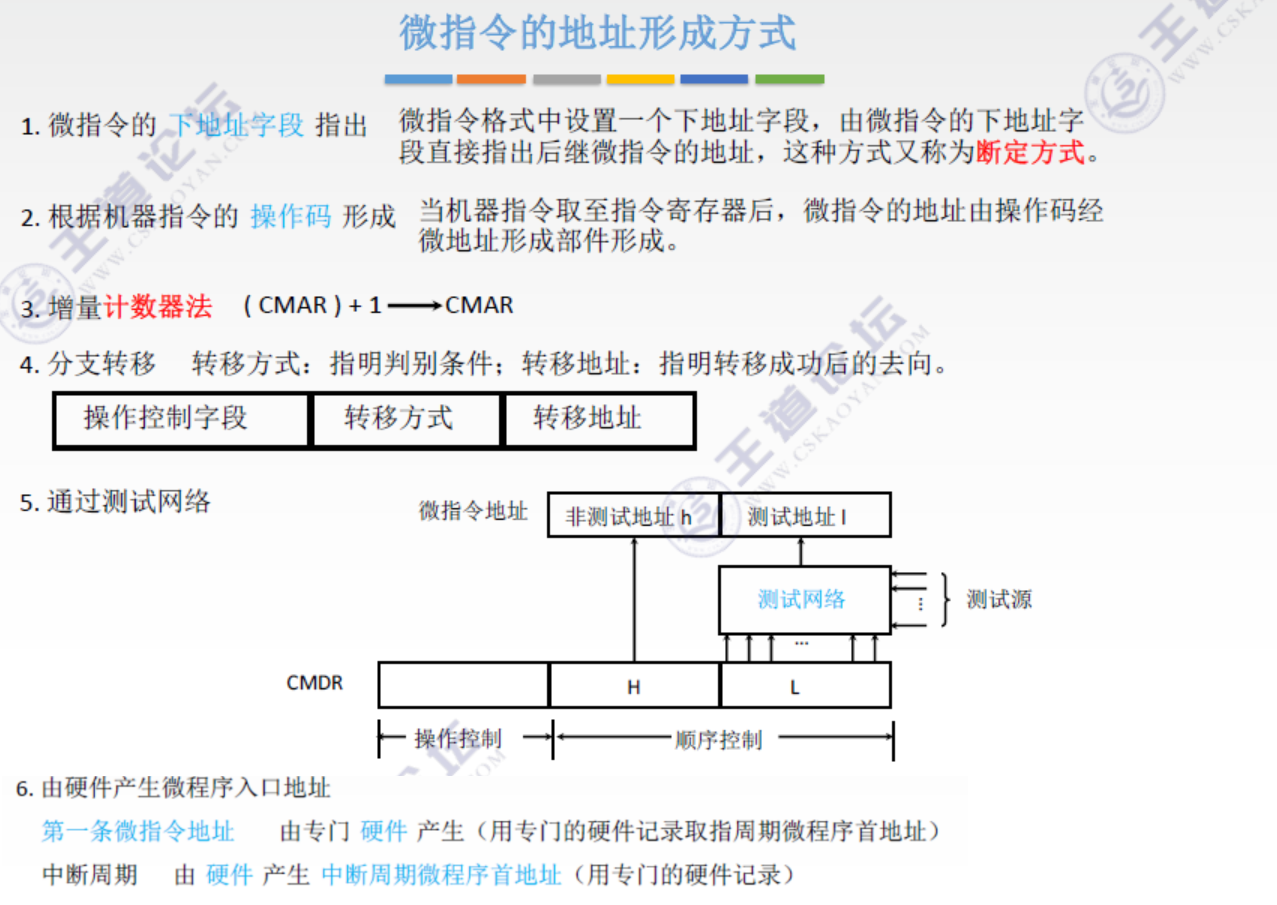 微指令的地址形成方式
1. 微指令的 下地址字段 指出 微指令格式中设置一个下地址字段，由微指令的下地址字
段直接指出后继微指令的地址，这种方式又称为断定方式。
2. 根据机器指令的 操作码 形成 当机器指令取至指令寄存器后，微指令的地址由操作码经
微地址形成部件形成。
3. 增量计数器法 ( CMAR ) + 1 ⟶ CMAR
4. 分支转移 转移方式：指明判别条件；转移地址：指明转移成功后的去向。
操作控制字段 转移方式 转移地址
5. 通过测试网络
微指令地址 非测试地址 h 测试地址 l
测试网络 ... 测试源
...
CMDR H L
操作控制 顺序控制
6. 由硬件产生微程序入口地址
第一条微指令地址 由专门 硬件 产生（用专门的硬件记录取指周期微程序首地址）
中断周期 由 硬件 产生 中断周期微程序首地址（用专门的硬件记录）
王道论坛
WWW.CSKAOYAN.COM